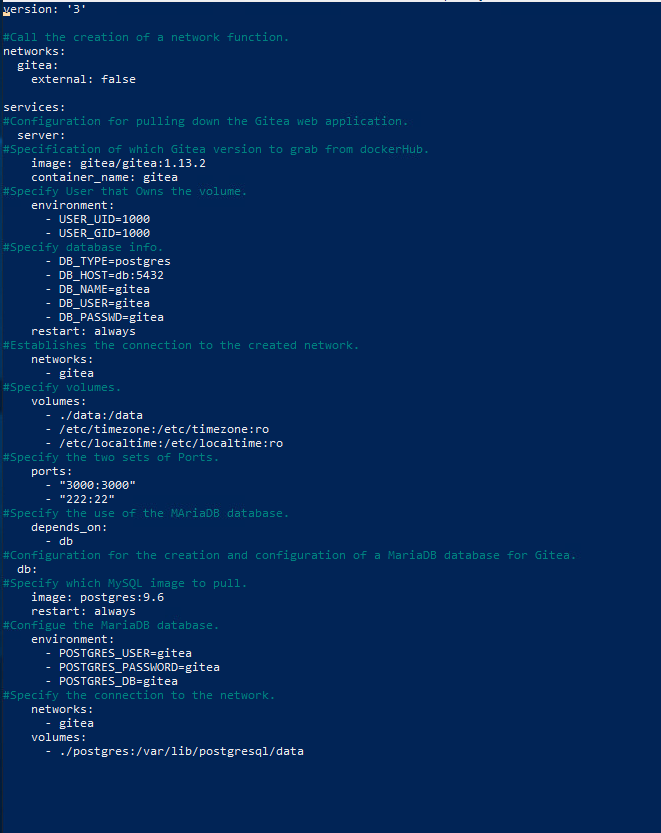 version: '3'
#Call the creation of a network function.
networks:
  gitea:
    external: false
services:
#Configuration for pulling down the Gitea web application.
  server:
#Specification of which Gitea version to grab from dockerHub.
    image: gitea/gitea:1.13.2
    container_name: gitea
#Specify User that Owns the volume.
    environment:
      - USER_UID=1000
      - USER_GID=1000
#Specify database info.
      - DB_TYPE=postgres
      - DB_HOST=db:5432
      - DB_NAME=gitea
      - DB_USER=gitea
      - DB_PASSWD=gitea
    restart: always
#Establishes the connection to the created network.
    networks:
      - gitea
#Specify volumes.
    volumes:
      - ./data:/data
      - /etc/timezone:/etc/timezone:ro
      - /etc/localtime:/etc/localtime:ro
#Specify the two sets of Ports.
    ports:
      - "3000:3000"
      - "222:22"
#Specify the use of the MAriaDB database.
    depends_on:
      - db
#Configuration for the creation and configuration of a MariaDB database for Gitea.
  db:
#Specify which MySQL image to pull.
    image: postgres:9.6
    restart: always
#Configue the MariaDB database.
    environment:
      - POSTGRES_USER=gitea
      - POSTGRES_PASSWORD=gitea
      - POSTGRES_DB=gitea
#Specify the connection to the network.
    networks:
      - gitea
    volumes:
      - ./postgres:/var/lib/postgresql/data